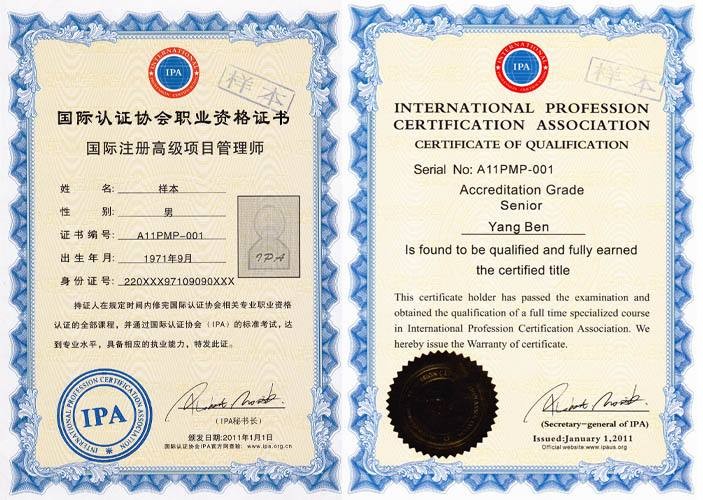 INTERNATIONAL
IPA
样本
国际认证协会职业资格证书
国际注册高级项目管理师
姓 名: 样本
性 别: 男
证书编号: A11PMP-001
出生年月: 1971年9月
身份证号: 220XXX97109090XXX
IPA
持证人在规定时间内修完国际认证协会相关专业职业资格
认证的全部课程，并通过国际认证协会（IPA）的标准考试，达
到专业水平，具备相应的执业能力，特发此证。
INTERNATIONAL PROFESSION CERTIFICATION ASSOCIATION
IPA
(IPA秘书长)
颁发日期:2011年1月1日
国际认证协会IPA官方网查验: www.ipa.org.cn
INTERNATIONAL
IPA
样本
INTERNATIONAL PROFESSION
CERTIFICATION ASSOCIATION
CERTIFICATE OF QUALIFICATION
Serial No: A11PMP-001
Accreditation Grade
Senior
Yang Ben
Is found to be qualified and fully earned
the certified title
This certificate holder has passed the examination and
obtained the qualification of a full time specialized course
in International Profession Certification Association. We
hereby issue the Warranty of certificate.
(Secretary-general of IPA)
Issued:January 1,2011
Official website:www.ipaus.org